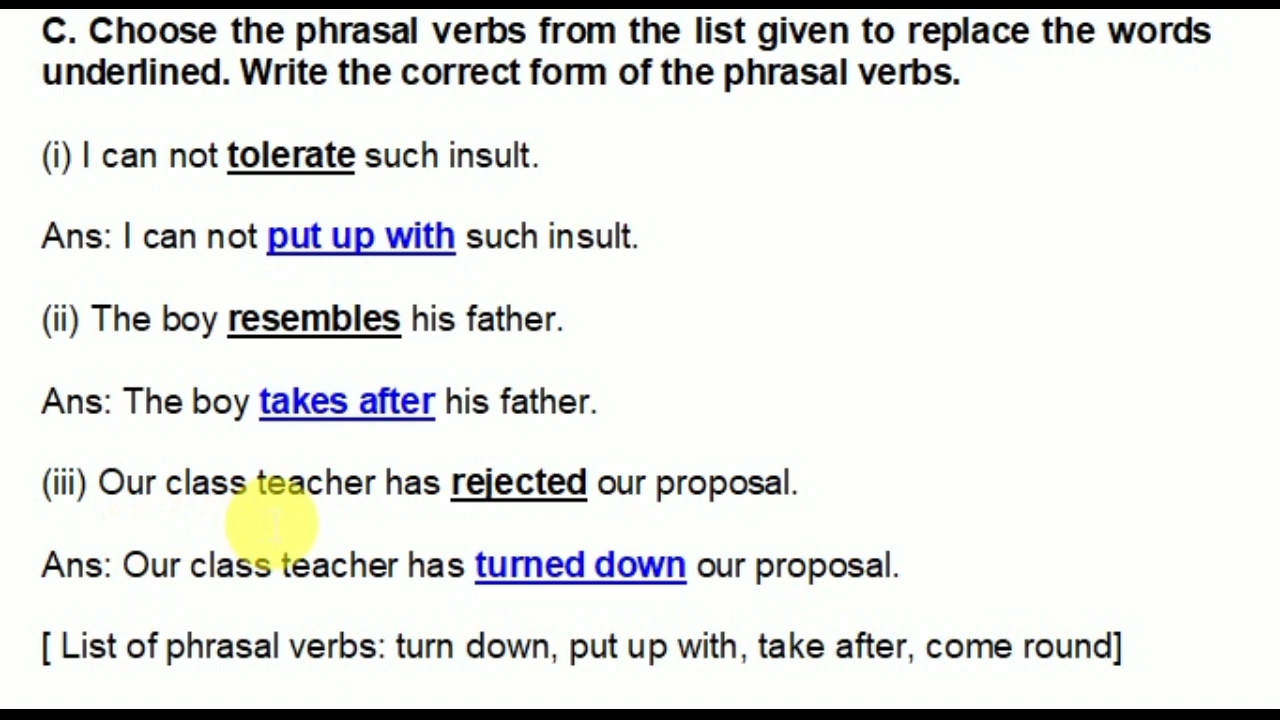 C. Choose the phrasal verbs from the list given to replace the words
underlined. Write the correct form of the phrasal verbs.
(i) I can not tolerate such insult.
Ans: I can not put up with such insult.
(ii) The boy resembles his father.
Ans: The boy takes after his father.
(iii) Our class teacher has rejected our proposal.
Ans: Our class teacher has turned down our proposal.
[ List of phrasal verbs: turn down, put up with, take after, come round]